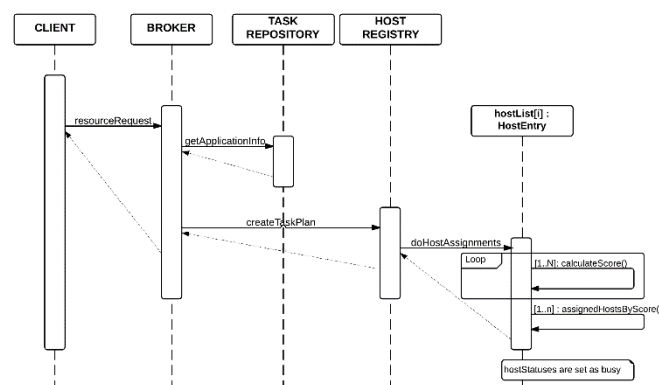 CLIENT
BROKER
TASK
REPOSITORY
HOST
REGISTRY
hostList[i] :
HostEntry
resourceRequest
getApplicationInfo
createTaskPlan
doHostAssignments
Loop
[1..N]: calculateScore()
[1..n] : assignedHostsByScore(
hostStatuses are set as busy